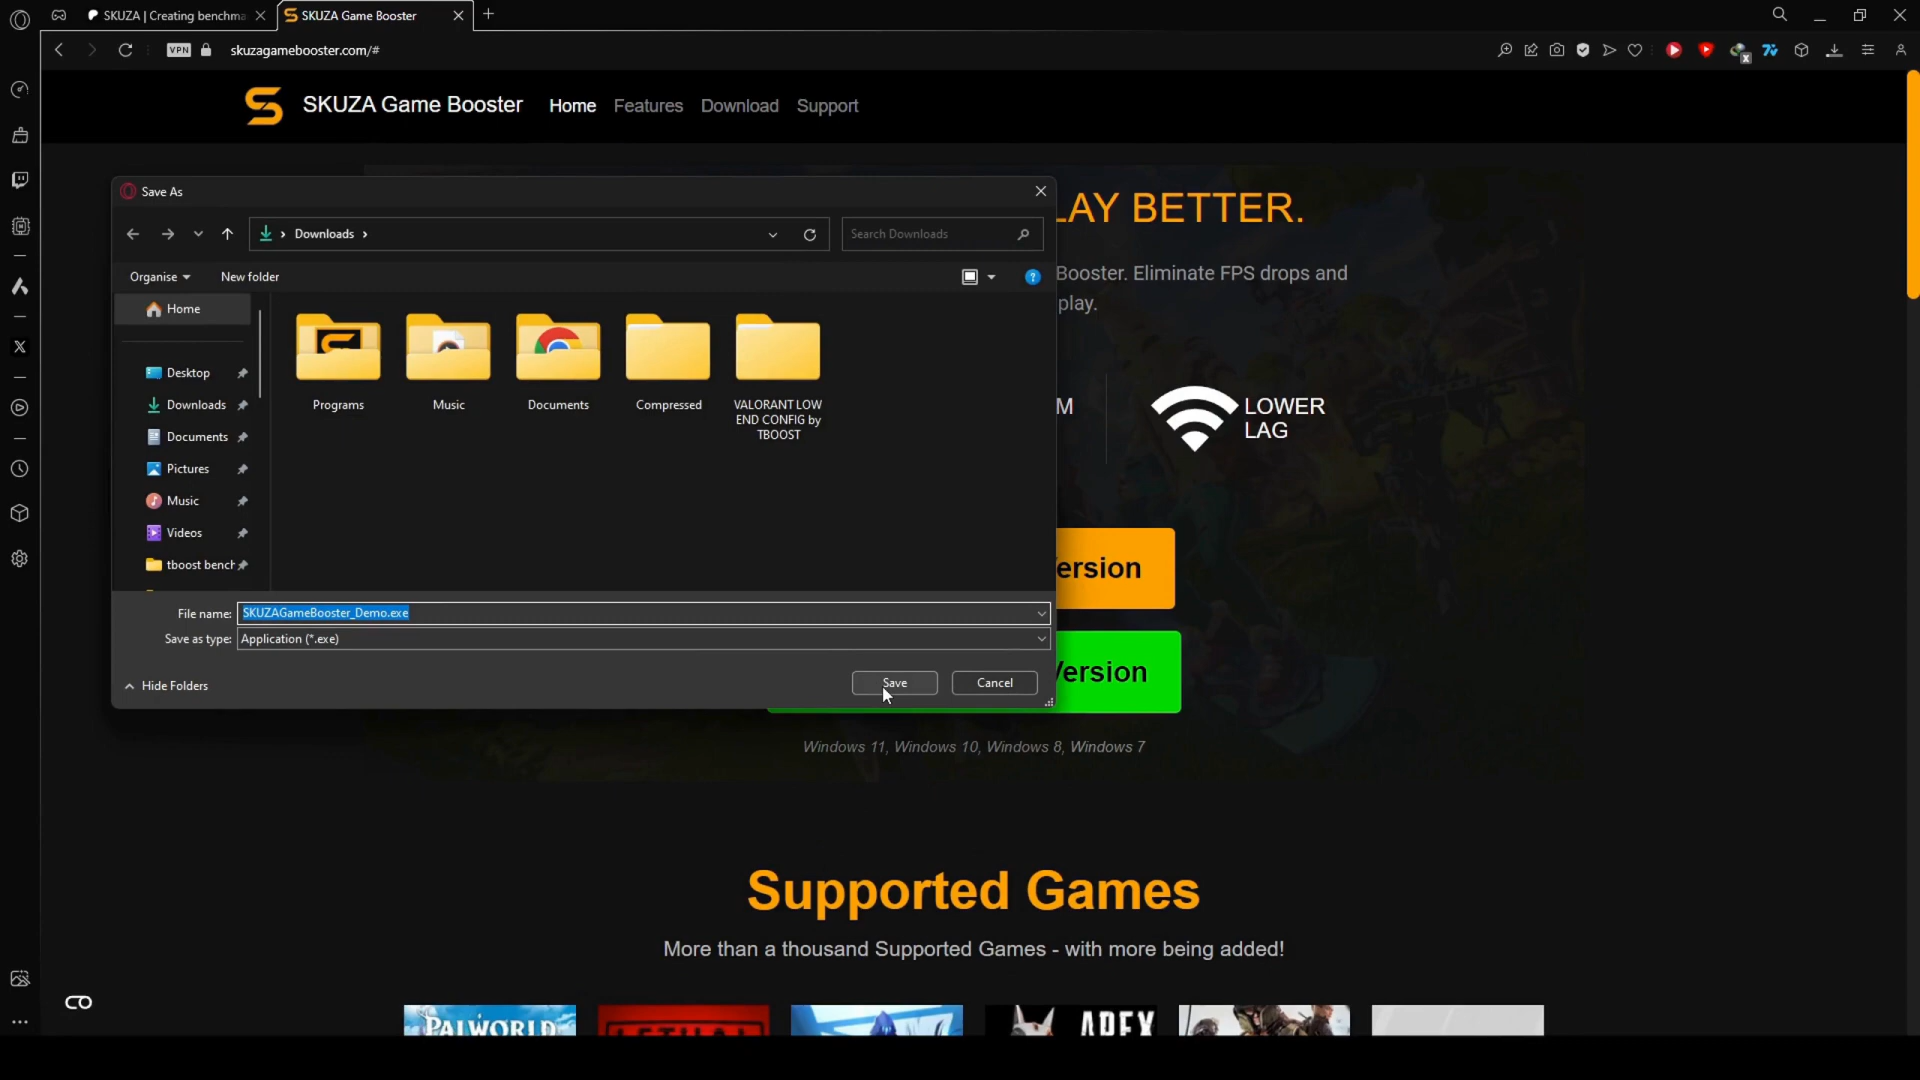 SKUZA | Creating benchma
SKUZA Game Booster
VPN
skuzagamebooster.com/#
SKUZA Game Booster
Home
Features
Download
Support
Save As
LAY BETTER.
Downloads
Search Downloads
Organise
New folder
Booster. Eliminate FPS drops and
play.
Home
Desktop
Downloads
Documents
Pictures
Music
Videos
tboost bench
Programs
Music
Documents
Compressed
VALORANT LOW
END CONFIG by
TBOOST
M
LOWER
LAG
ersion
File name:
SKUZAGameBooster_Demo.exe
Save as type:
Application (*.exe)
Version
Hide Folders
Save
Cancel
Windows 11, Windows 10, Windows 8, Windows 7
Supported Games
More than a thousand Supported Games - with more being added!
PALWORLD
LETHAL
APEX